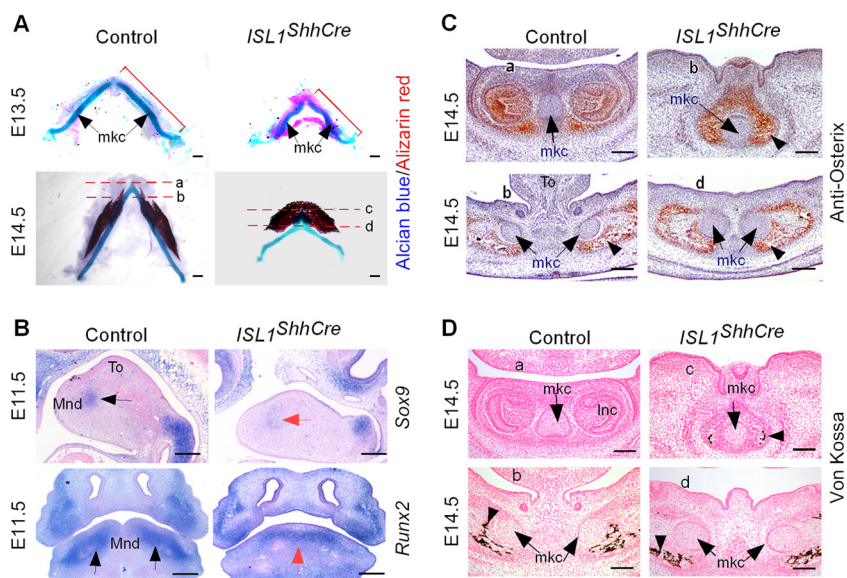 A
Control
ISL1ShhCre
E13.5
mkc
mkc
E14.5
a
b
c
d
Alcian blue/Alizarin red
B
Control
ISL1ShhCre
E11.5
To
Mnd
Sox9
E11.5
Mnd
Runx2
C
Control
ISL1ShhCre
E14.5
a
mkc
b
mkc
E14.5
b
To
mkc
d
mkc
Anti-Osterix
D
Control
ISL1ShhCre
E14.5
a
mkc
Inc
c
mkc
E14.5
b
mkc
d
mkc
Von Kossa